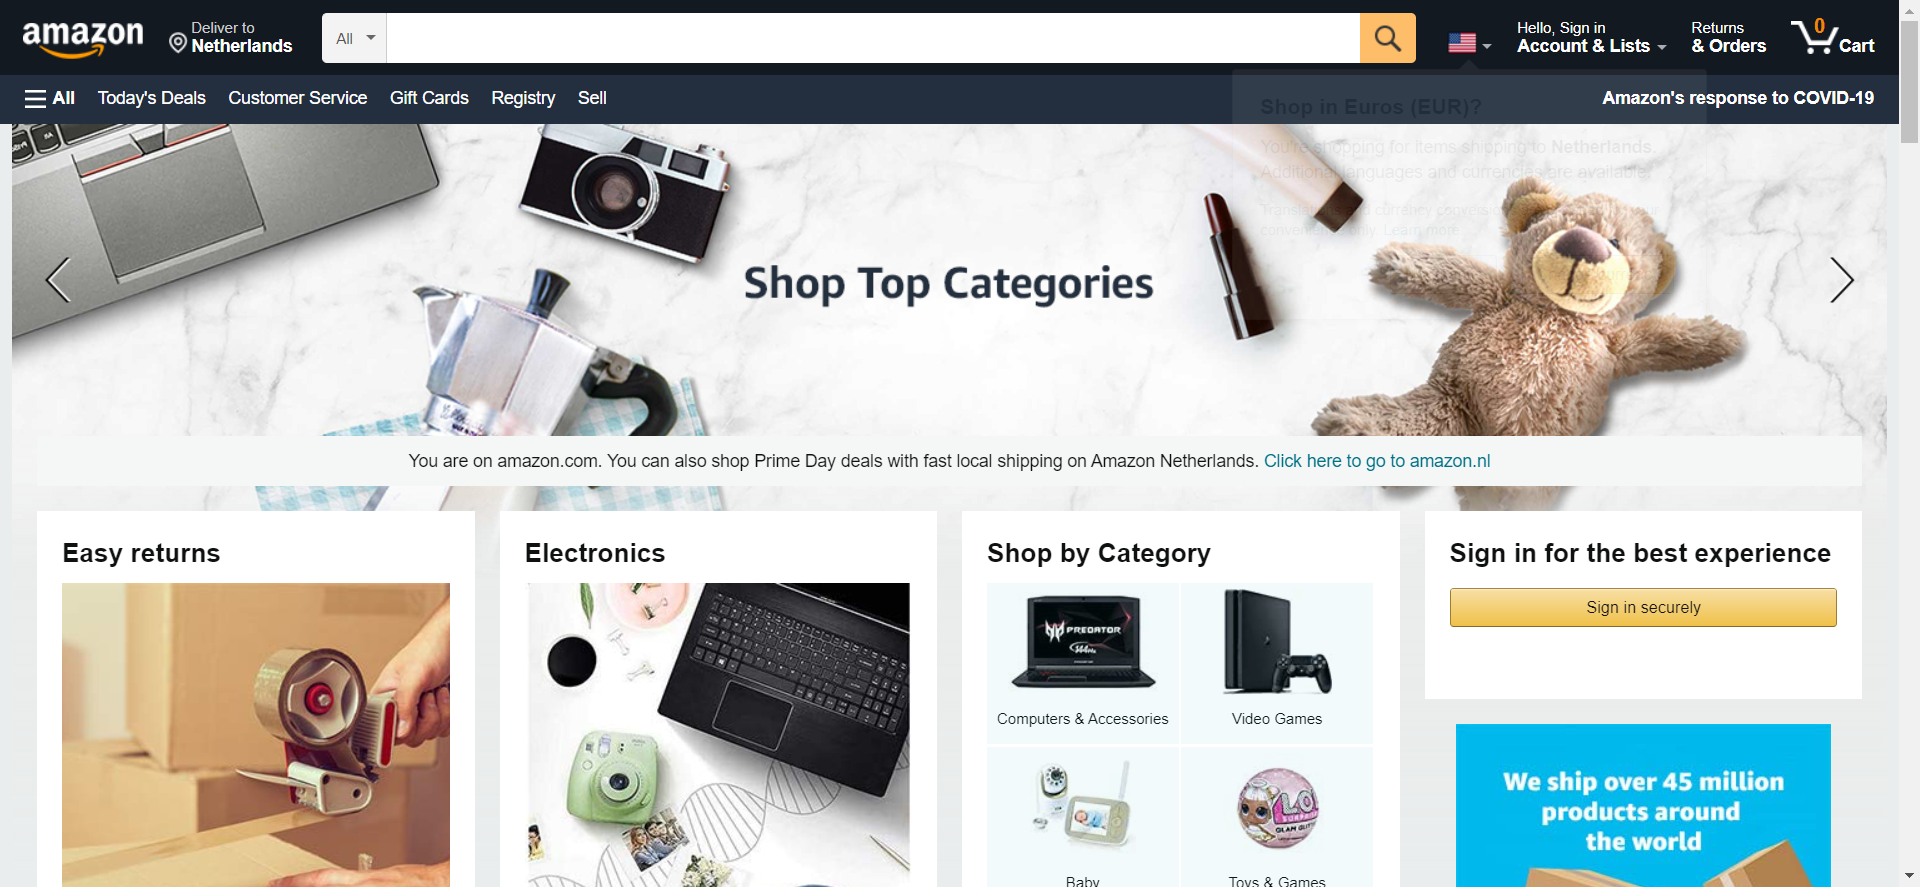 amazon
Deliver to
Netherlands
All
Hello, Sign in
Account & Lists
Returns
& Orders
0
Cart
All
Today's Deals
Customer Service
Gift Cards
Registry
Sell
Amazon's response to COVID-19
Shop in Euros (EUR)?
You're shopping for items shipping to Netherlands.
Additional languages and currencies are available.
Shop Top Categories
You are on amazon.com. You can also shop Prime Day deals with fast local shipping on Amazon Netherlands. Click here to go to amazon.nl
Easy returns
Electronics
Shop by Category
PREDATOR
144Hz
Computers & Accessories
Video Games
Baby
Toys & Games
Sign in for the best experience
Sign in securely
We ship over 45 million
products around
the world